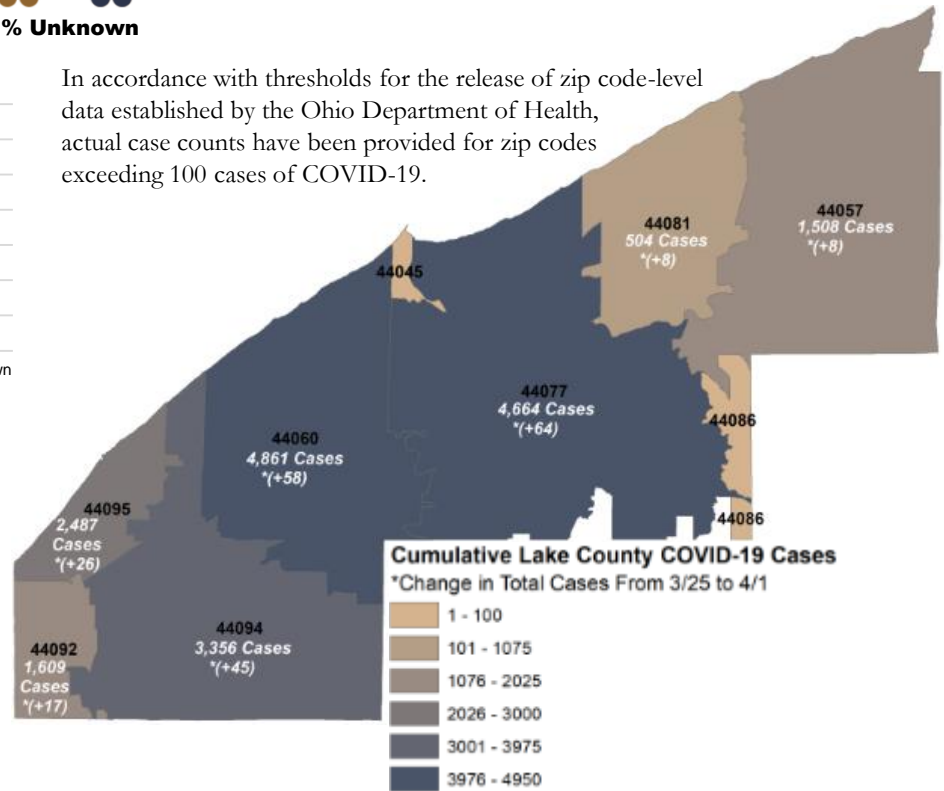 % Unknown
In accordance with thresholds for the release of zip code-level
data established by the Ohio Department of Health,
actual case counts have been provided for zip codes
exceeding 100 cases of COVID-19.
44057
1,508 Cases
*(+8)
44081
504 Cases
*(+8)
44045
44077
4,664 Cases
*(+64)
44086
44086
44060
4,861 Cases
*(+58)
44095
2,487
Cases
*(+26)
44094
3,356 Cases
*(+45)
44092
1,609
Cases
*(+17)
Cumulative Lake County COVID-19 Cases
*Change in Total Cases From 3/25 to 4/1
1 - 100
101 - 1075
1076 - 2025
2026 - 3000
3001 - 3975
3976 - 4950